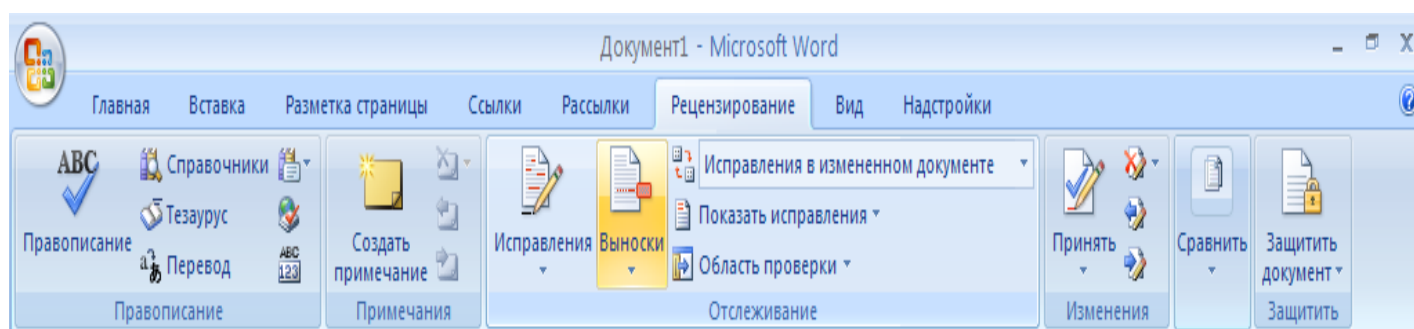 Документ1 - Microsoft Word
Главная Вставка Разметка страницы Ссылки Рассылки Рецензирование Вид Надстройки
ABC
Правописание
Справочники
Тезаурус
Перевод
ABC
123
Правописание
Создать
примечание
Примечания
Исправления
Выноски
Исправления в измененном документе
Показать исправления
Область проверки
Отслеживание
Принять
Изменения
Сравнить
Защитить
документ
Защитить